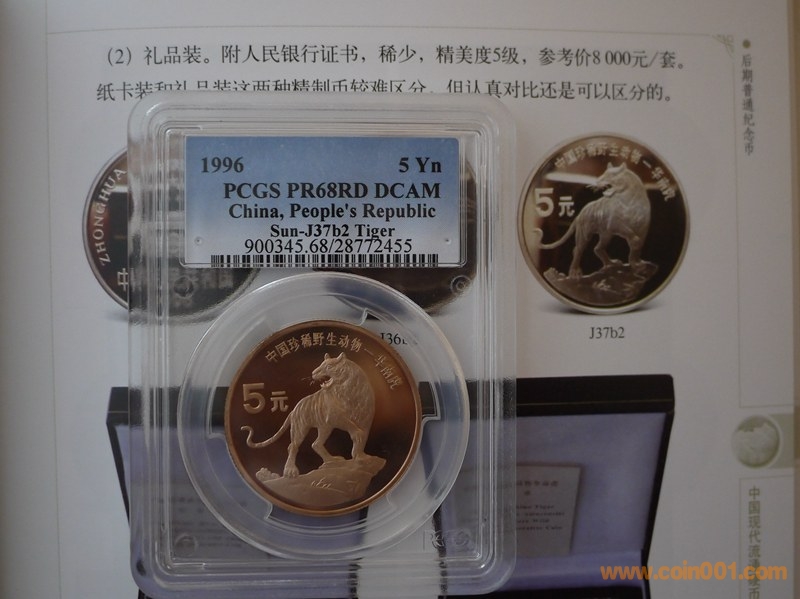 (2) 礼品装。附人民银行证书，稀少，精美度5级，参考价8 000元/套。
纸卡装和礼品装这两种精制币较难区分，但认真对比还是可以区分的。
后期普通纪念币
1996 5 Yn
PCGS PR68RD DCAM
China, People's Republic
Sun-J37b2 Tiger
900345.68/28772455
ZHONGHUA
中国珍稀野生动物—华南虎
5元
J37b2
J36b
中国珍稀野生动物—华南虎
5元
中国现代流通
www.coin001.com